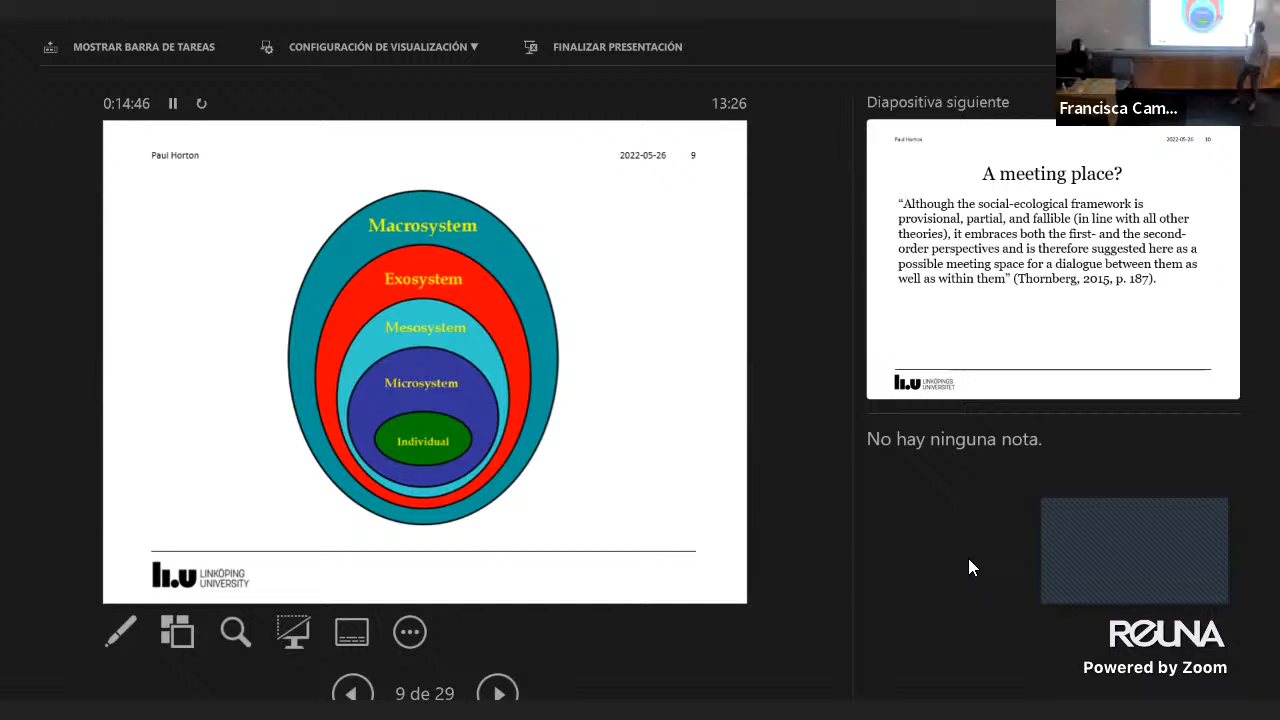 MOSTRAR BARRA DE TAREAS
CONFIGURACIÓN DE VISUALIZACIÓN ▼
FINALIZAR PRESENTACIÓN
Francisca Cam...
0:14:46
13:26
Paul Horton
2022-05-26 9
Macrosystem
Exosystem
Mesosystem
Microsystem
Individual
LINKÖPING
UNIVERSITY
9 de 29
Diapositiva siguiente
Paul Horton
2022-05-26 10
A meeting place?
“Although the social-ecological framework is
provisional, partial, and fallible (in line with all other
theories), it embraces both the first- and the second-
order perspectives and is therefore suggested here as a
possible meeting space for a dialogue between them as
well as within them” (Thornberg, 2015, p. 187).
LINKÖPINGS
UNIVERSITET
No hay ninguna nota.
REUNA
Powered by Zoom